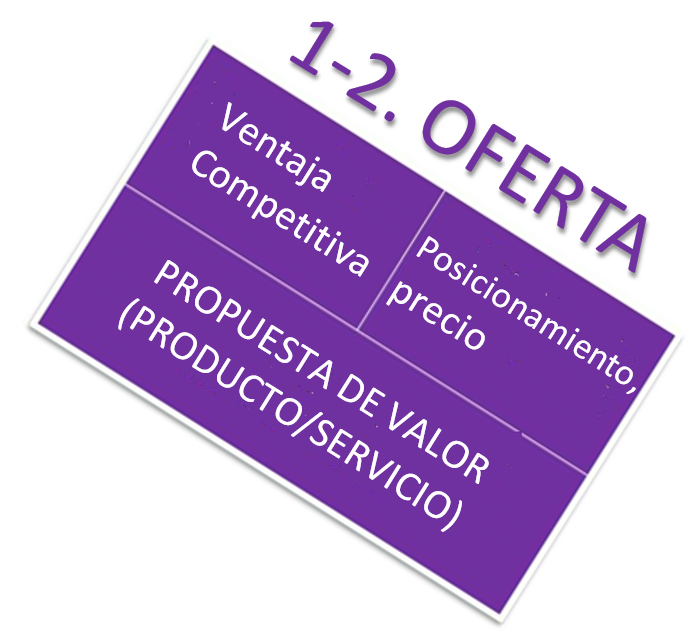 1-2. OFERTA
Ventaja
Competitiva
Posicionamiento,
precio
PROPUESTA DE VALOR
(PRODUCTO/SERVICIO)